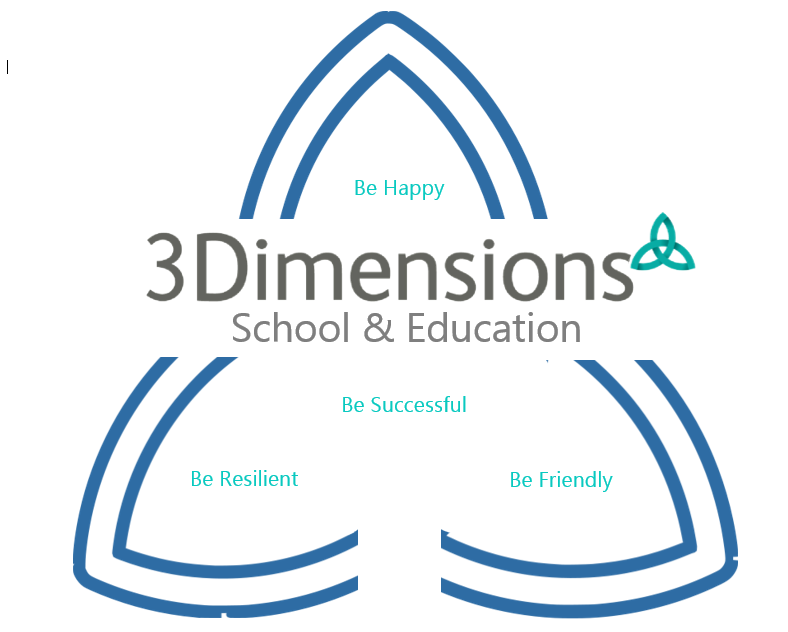 Be Happy
3Dimensions
School & Education
Be Successful
Be Resilient
Be Friendly